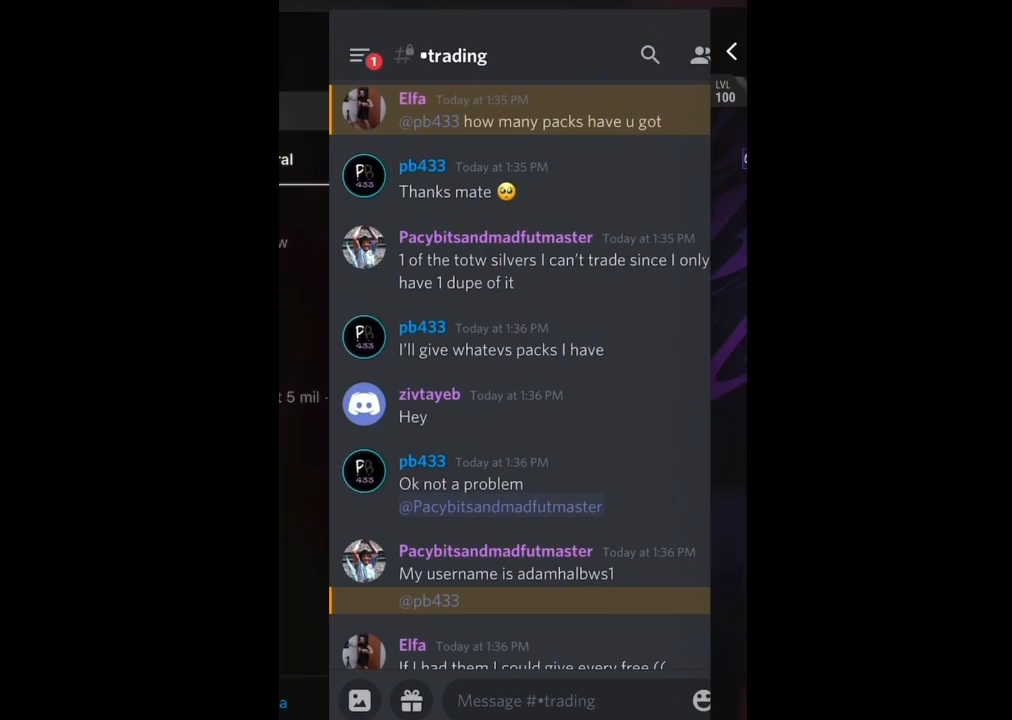 1
•trading
LVL
100
Elfa Today at 1:35 PM
@pb433 how many packs have u got
ral
pb433 Today at 1:35 PM
Thanks mate 🥺
w
Pacybitsandmadfutmaster Today at 1:35 PM
1 of the totw silvers I can't trade since I only
have 1 dupe of it
pb433 Today at 1:36 PM
I'll give whatevs packs I have
zivtayeb Today at 1:36 PM
t 5 mil ·
Hey
pb433 Today at 1:36 PM
Ok not a problem
@Pacybitsandmadfutmaster
Pacybitsandmadfutmaster Today at 1:36 PM
My username is adamhalbws1
@pb433
Elfa Today at 1:36 PM
If I had them I could give every free ((
Message #•trading
a